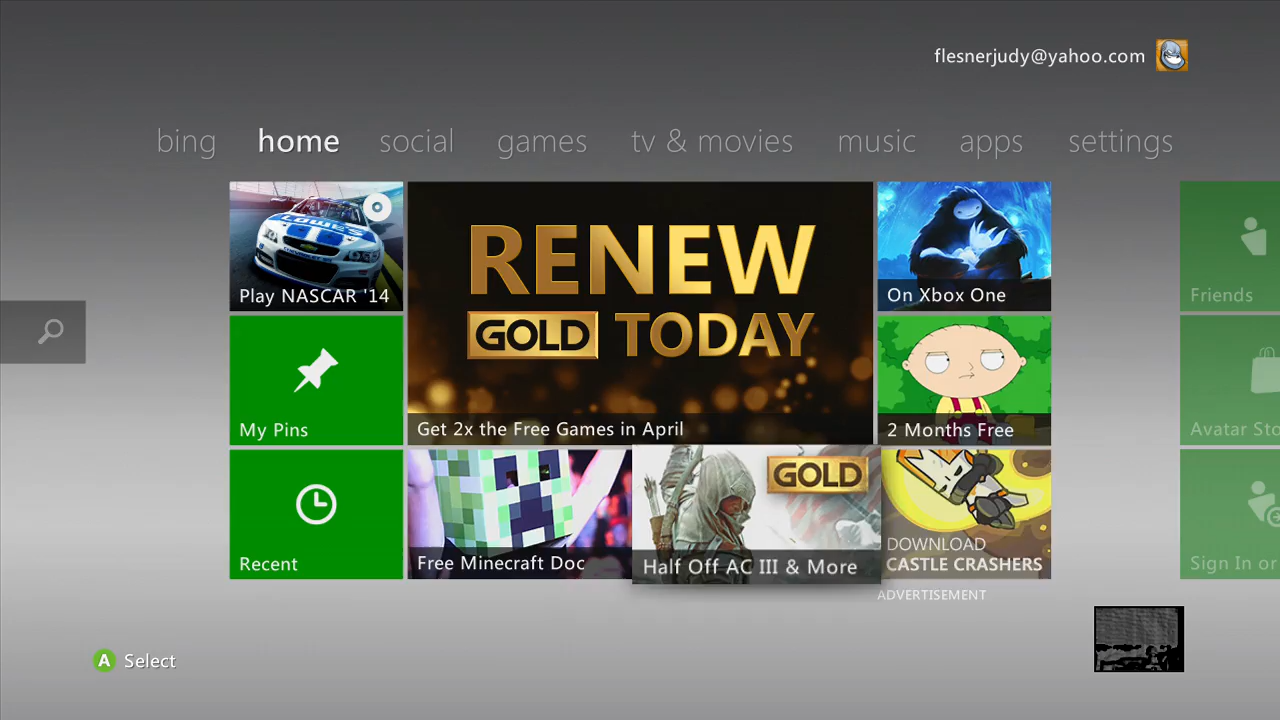 flesnerjudy@yahoo.com
bing home social games tv & movies music apps settings
LOWE'S
Play NASCAR '14
RENEW
GOLD TODAY
Get 2x the Free Games in April
On Xbox One
Friends
My Pins
2 Months Free
Avatar Sto
Recent
Free Minecraft Doc
GOLD
Half Off AC III & More
DOWNLOAD
CASTLE CRASHERS
Sign In or
ADVERTISEMENT
A Select